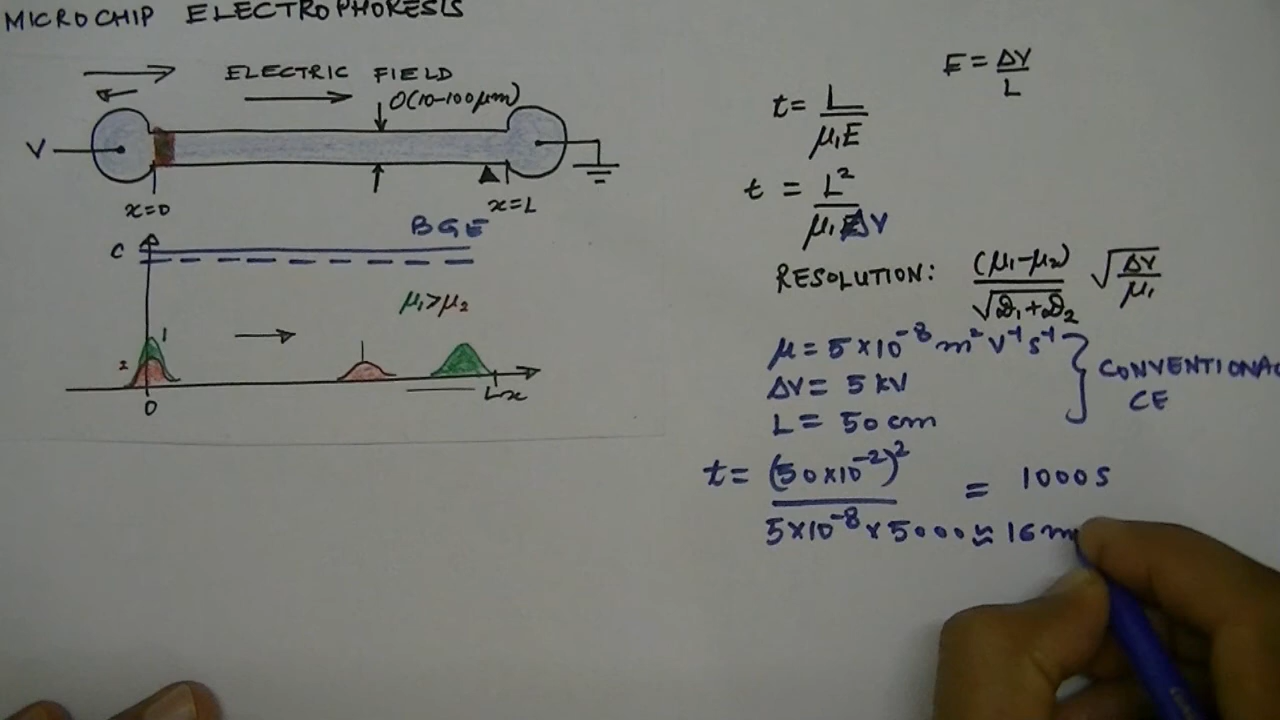 MICROCHIP ELECTROPHORESIS
ELECTRIC FIELD
O(10-100μm)
V
x=0
x=L
BGE
C
μ₁>μ₂
1
2
0
L x
E = ΔV/L
t = L/μ₁E
t = L²/μ₁ΔV
RESOLUTION: (μ₁-μ₂)/√𝒟₁+𝒟₂ √ΔV/μ₁
μ = 5×10⁻⁸ m² V⁻¹ s⁻¹
ΔV = 5 kV
L = 50 cm
CONVENTIONAL
CE
t = (50×10⁻²)²/5×10⁻⁸×5000 = 1000 s
≈ 16 m